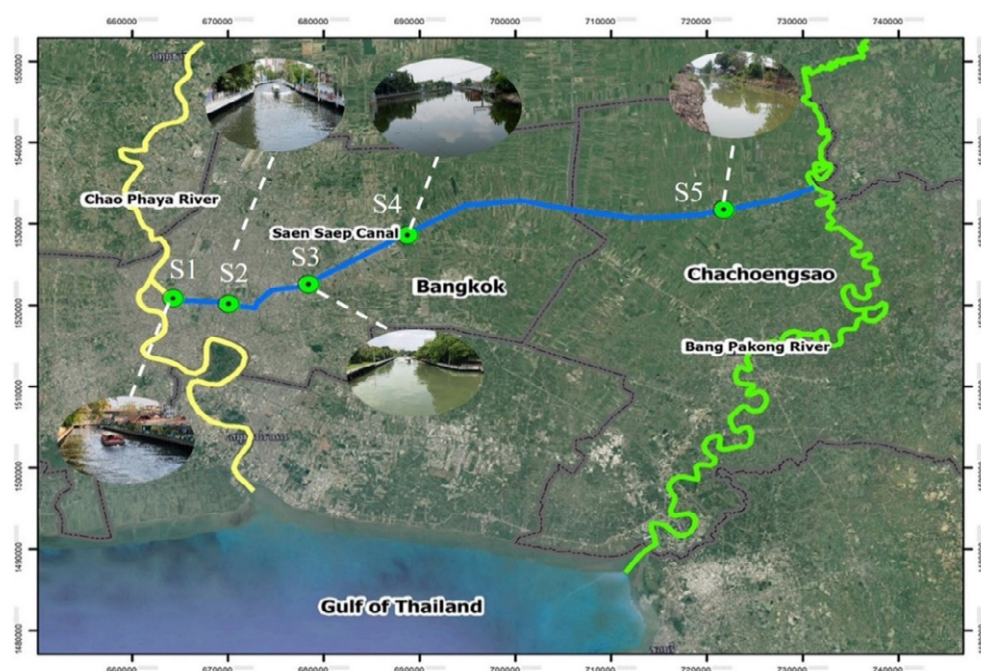 660000 670000 680000 690000 700000 710000 720000 730000 740000
1550000
1540000
Chao Phaya River
1530000
S4
S5
Saen Saep Canal
S1
S2
S3
Bangkok
Chachoengsao
1520000
Bang Pakong River
1510000
1500000
1490000
Gulf of Thailand
1480000
660000 670000 680000 690000 700000 710000 720000 730000 740000